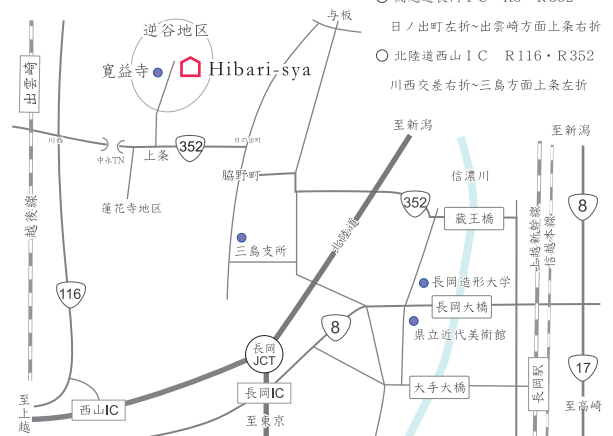 日ノ出町左折~出雲崎方面上条右折
○ 北陸道西山IC R116・R352
川西交差右折~三島方面上条左折
与板
逆谷地区
寛益寺
Hibari-sya
出雲崎
川西
中永TN
上条
352
日の出町
蓮花寺地区
脇野町
至新潟
信濃川
至新潟
352
蔵王橋
8
越後線
三島支所
北陸道
上越新幹線
信越本線
116
長岡造形大学
長岡大橋
8
県立近代美術館
長岡
JCT
17
西山IC
長岡IC
大手大橋
長岡駅
至上越
至東京
至高崎